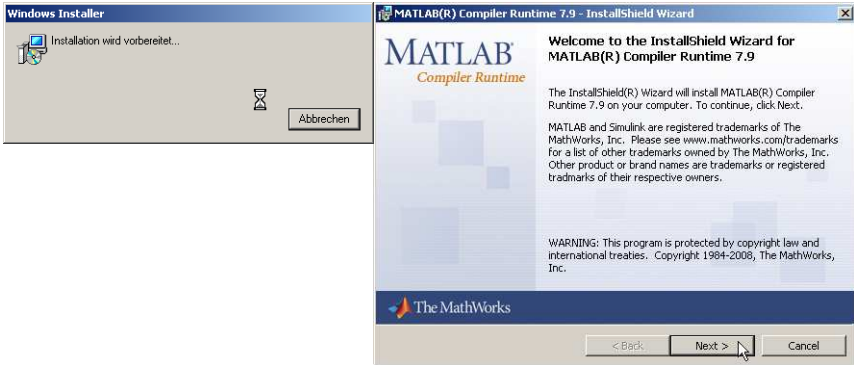 Windows Installer
Installation wird vorbereitet...
Abbrechen
MATLAB(R) Compiler Runtime 7.9 - InstallShield Wizard
MATLAB®
Compiler Runtime
Welcome to the InstallShield Wizard for
MATLAB(R) Compiler Runtime 7.9
The InstallShield(R) Wizard will install MATLAB(R) Compiler
Runtime 7.9 on your computer. To continue, click Next.
MATLAB and Simulink are registered trademarks of The
MathWorks, Inc. Please see www.mathworks.com/trademarks
for a list of other trademarks owned by The MathWorks, Inc.
Other product or brand names are trademarks or registered
tradmarks of their respective owners.
WARNING: This program is protected by copyright law and
international treaties. Copyright 1984-2008, The MathWorks,
Inc.
The MathWorks
< Back
Next >
Cancel